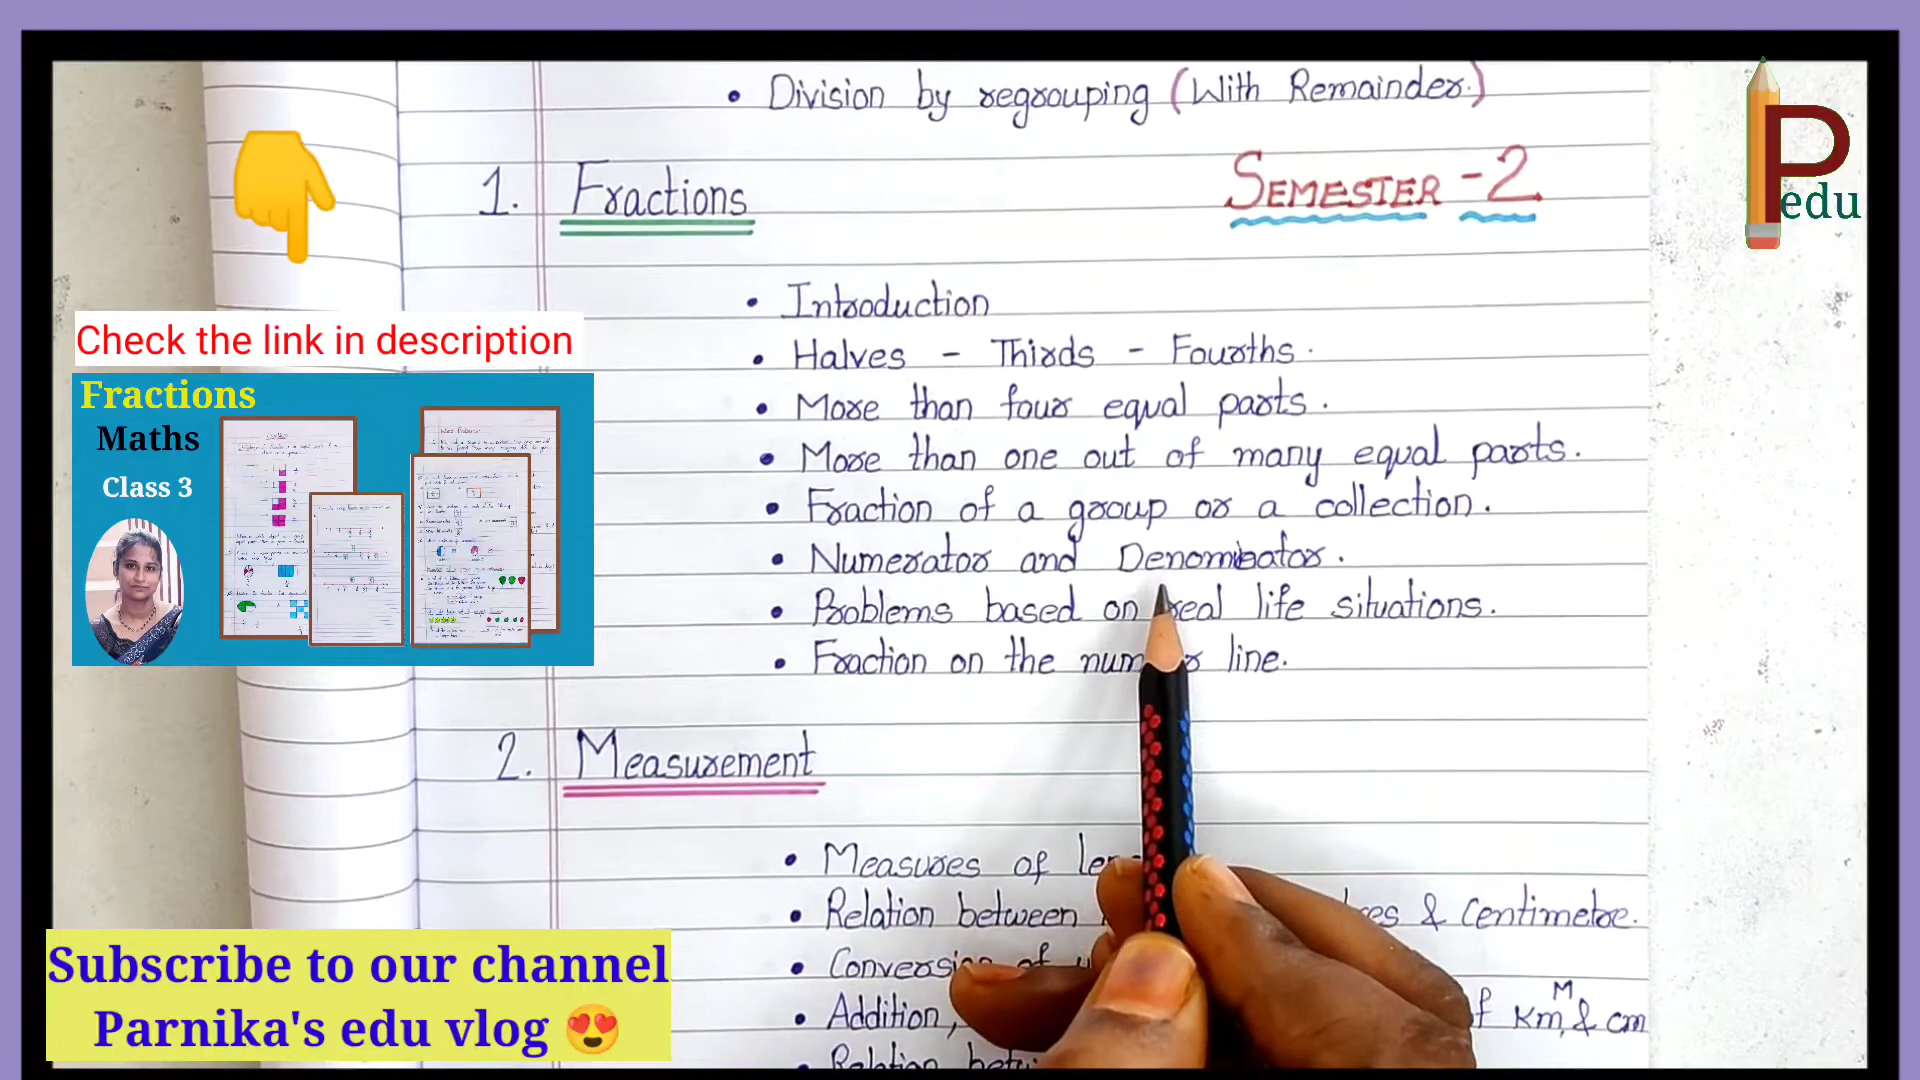 • Division by regrouping (With Remainder.)
1. Fractions
SEMESTER - 2
P
edu
• Introduction
• Halves - Thirds - Fourths.
• More than four equal parts.
• More than one out of many equal parts.
• Fraction of a group or a collection.
• Numerator and Denominator.
• Problems based on real life situations.
• Fraction on the line.
Check the link in description
Fractions
Maths
Class 3
2. Measurement
• Measures of
• Relation between & Centimetre.
• of
• Addition, of Km, M & cm
• Relation
Subscribe to our channel
Parnika's edu vlog 😍